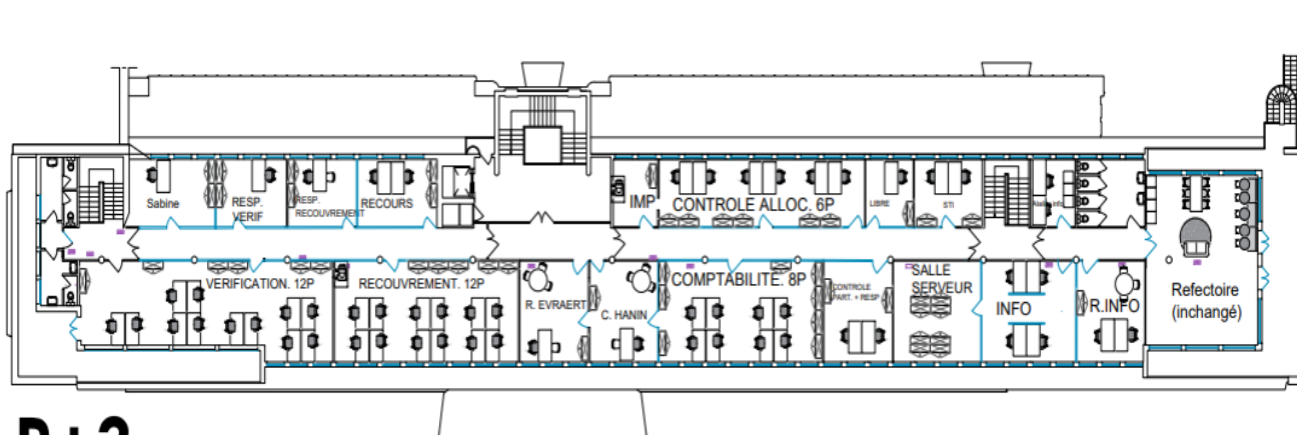 Sabine
RESP.
VERIF
RESP.
RECOUVREMENT
RECOURS
IMP
CONTROLE ALLOC. 6P
LIBRE
STI
VERIFICATION. 12P
RECOUVREMENT. 12P
R. EVRAERT
C. HANIN
COMPTABILITE. 8P
CONTROLE
PART. + RESP
SALLE
SERVEUR
INFO
R.INFO
Refectoire
(inchangé)